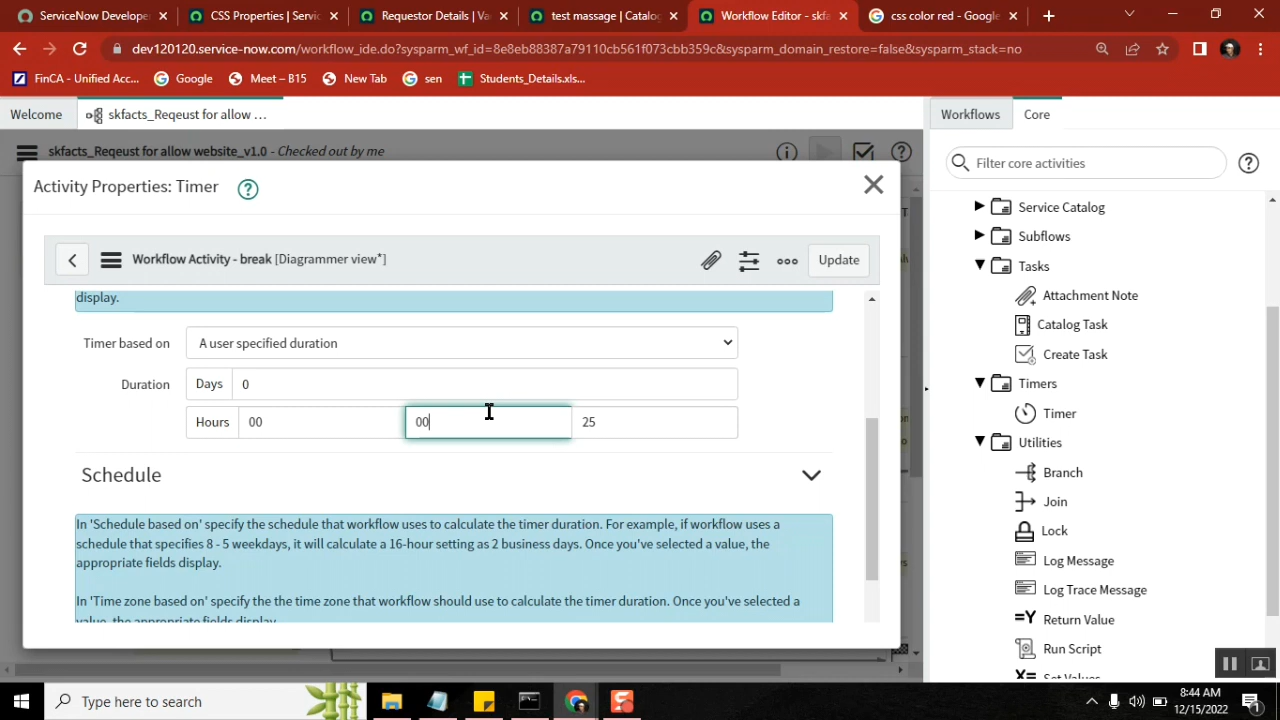 ServiceNow Developers
CSS Properties | Servic
Requestor Details | Va
test massage | Catalog
Workflow Editor - skfa
css color red - Google
dev120120.service-now.com/workflow_ide.do?sysparm_wf_id=8e8eb88387a79110cb561f073cbb359c&sysparm_domain_restore=false&sysparm_stack=no
FinCA - Unified Acc...
Google
Meet – B15
New Tab
sen
Students_Details.xls...
Welcome
skfacts_Reqeust for allow ...
Workflows
Core
skfacts_Reqeust for allow website_v1.0 - Checked out by me
Filter core activities
Activity Properties: Timer
Service Catalog
Subflows
Workflow Activity - break [Diagrammer view*]
Update
Tasks
display.
Attachment Note
Catalog Task
Timer based on
A user specified duration
Create Task
Duration
Days
0
Timers
Hours
00
00
25
Timer
Utilities
Schedule
Branch
Join
In 'Schedule based on' specify the schedule that workflow uses to calculate the timer duration. For example, if workflow uses a
schedule that specifies 8 - 5 weekdays, it will calculate a 16-hour setting as 2 business days. Once you've selected a value, the
appropriate fields display.
Lock
Log Message
Log Trace Message
In 'Time zone based on' specify the the time zone that workflow should use to calculate the timer duration. Once you've selected a
value, the appropriate fields display.
Return Value
Run Script
Set Values
Type here to search
8:44 AM
12/15/2022